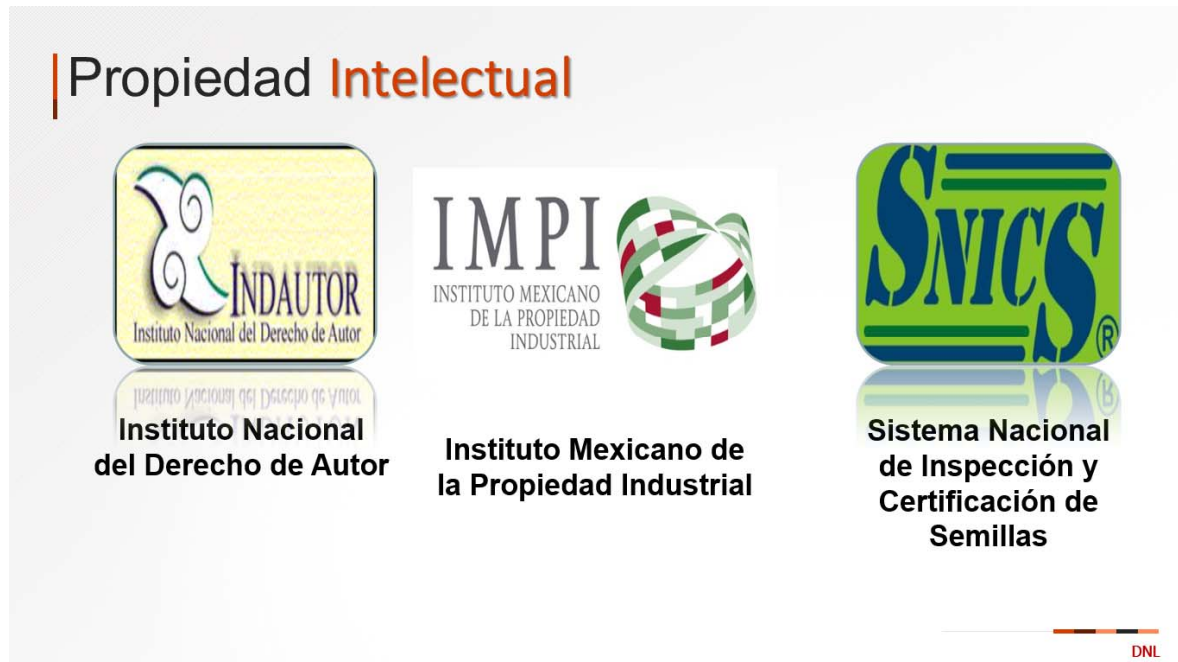 Propiedad Intelectual
INDAUTOR
Instituto Nacional del Derecho de Autor
Instituto Nacional
del Derecho de Autor
IMPI
INSTITUTO MEXICANO
DE LA PROPIEDAD
INDUSTRIAL
Instituto Mexicano de
la Propiedad Industrial
SNICS
®
Sistema Nacional
de Inspección y
Certificación de
Semillas
DNL